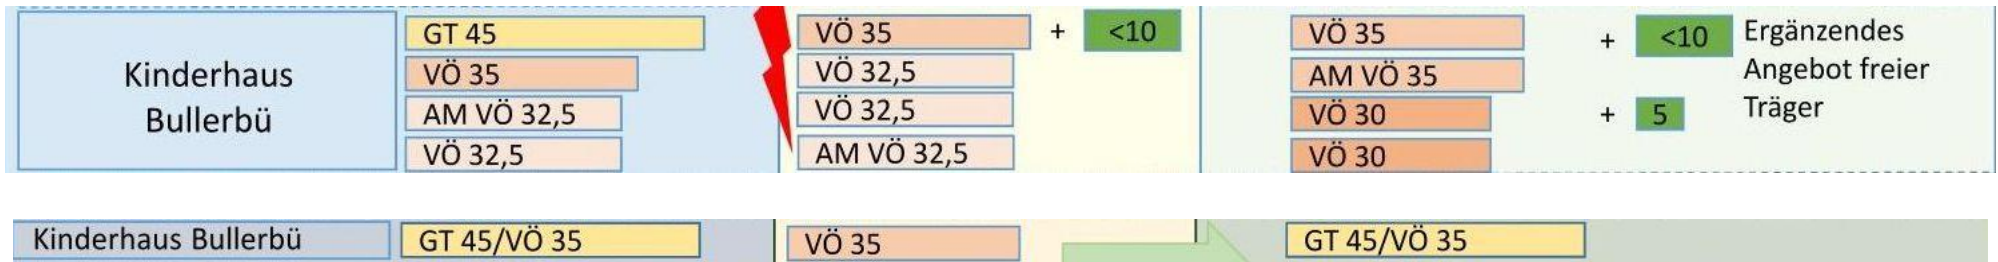 Kinderhaus
Bullerbü
GT 45
VÖ 35
AM VÖ 32,5
VÖ 32,5
VÖ 35 + <10
VÖ 32,5
VÖ 32,5
AM VÖ 32,5
VÖ 35 + <10
AM VÖ 35
VÖ 30 + 5
VÖ 30
Ergänzendes
Angebot freier
Träger
Kinderhaus Bullerbü
GT 45/VÖ 35
VÖ 35
GT 45/VÖ 35